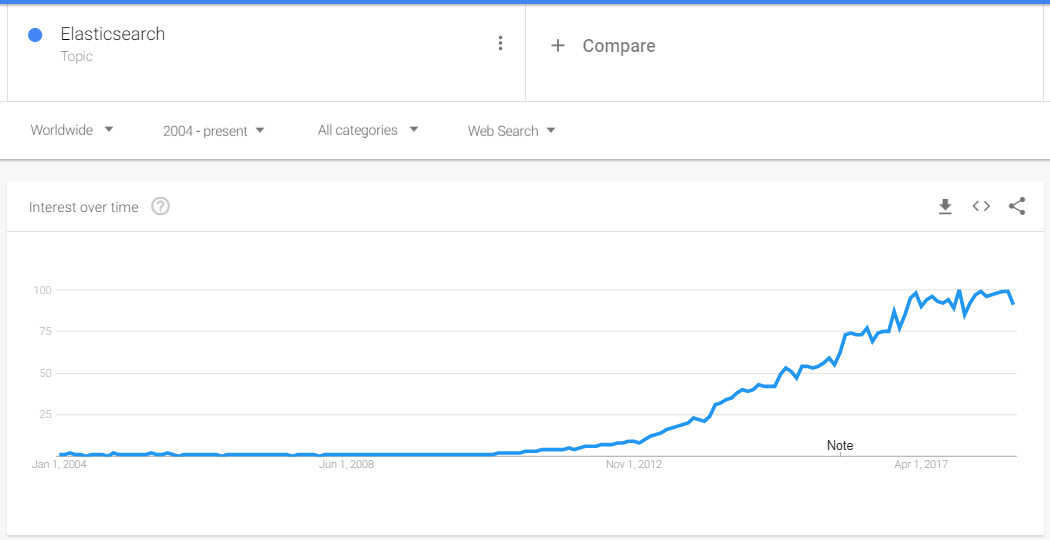 Elasticsearch
Topic
+ Compare
Worldwide
2004 - present
All categories
Web Search
Interest over time ?
100
75
50
25
Note
Jan 1, 2004
Jun 1, 2008
Nov 1, 2012
Apr 1, 2017